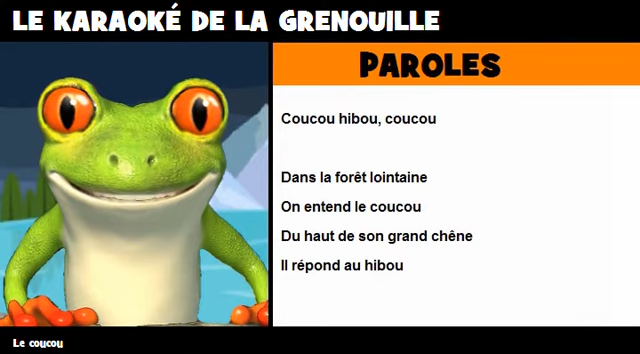 LE KARAOKÉ DE LA GRENOUILLE
PAROLES
Coucou hibou, coucou
Dans la forêt lointaine
On entend le coucou
Du haut de son grand chêne
Il répond au hibou
Le coucou